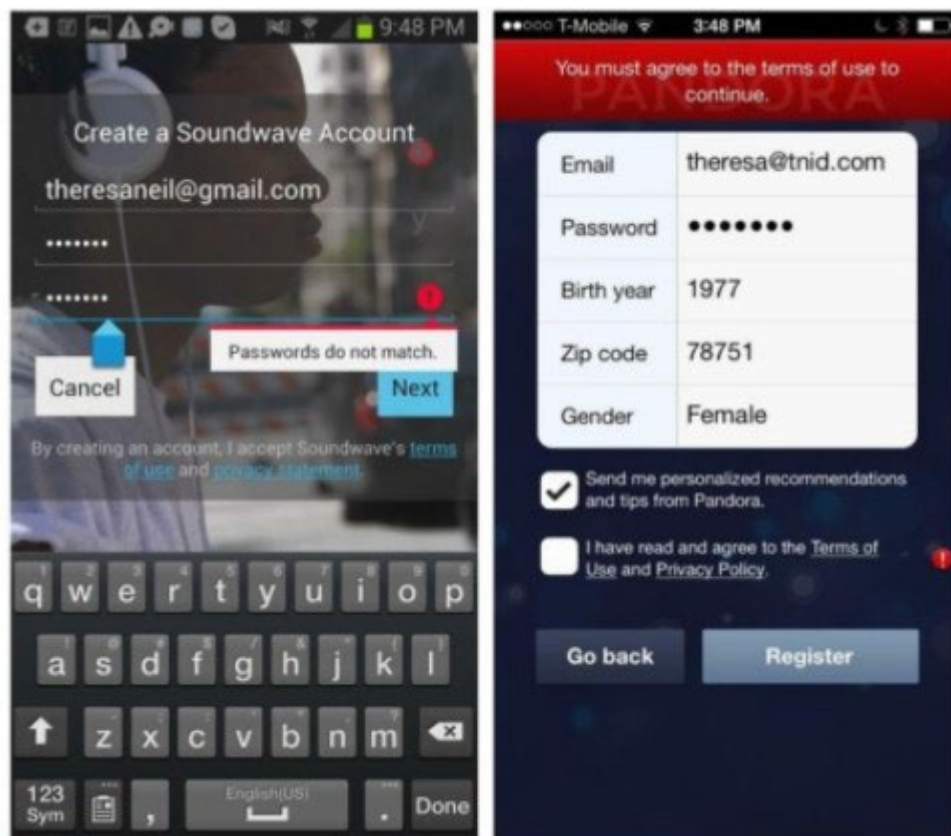 9:48 PM
Create a Soundwave Account
theresaneil@gmail.com
•••••••
•••••••
Passwords do not match.
Cancel
Next
By creating an account, I accept Soundwave's terms
of use and privacy statement.
q w e r t y u i o p
a s d f g h j k l
z x c v b n m
123
Sym
,
English(US)
.
Done
T-Mobile
3:48 PM
PANDORA
You must agree to the terms of use to
continue.
Email theresa@tnid.com
Password •••••••
Birth year 1977
Zip code 78751
Gender Female
Send me personalized recommendations
and tips from Pandora.
I have read and agree to the Terms of
Use and Privacy Policy.
Go back
Register